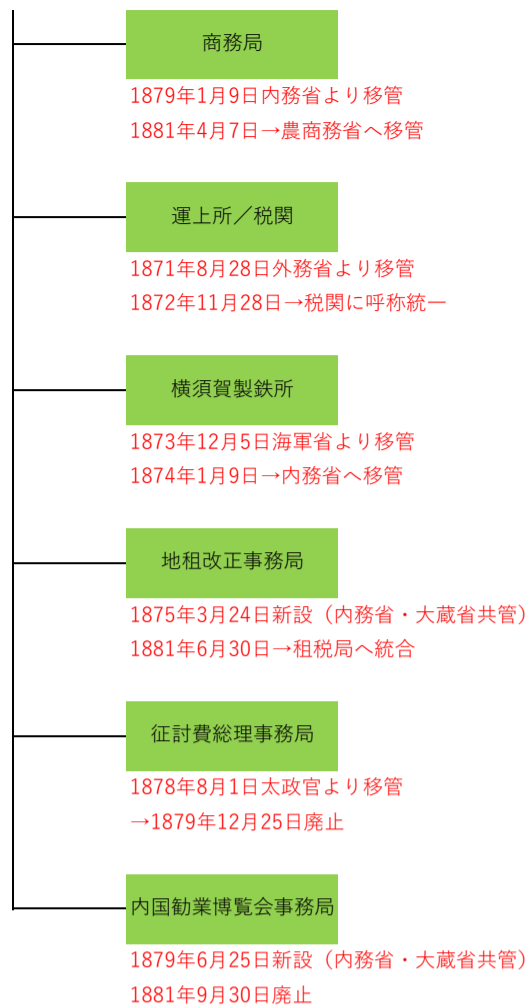 商務局
1879年1月9日内務省より移管
1881年4月7日→農商務省へ移管
運上所／税関
1871年8月28日外務省より移管
1872年11月28日→税関に呼称統一
横須賀製鉄所
1873年12月5日海軍省より移管
1874年1月9日→内務省へ移管
地租改正事務局
1875年3月24日新設（内務省・大蔵省共管）
1881年6月30日→租税局へ統合
征討費総理事務局
1878年8月1日太政官より移管
→1879年12月25日廃止
内国勧業博覧会事務局
1879年6月25日新設（内務省・大蔵省共管）
1881年9月30日廃止